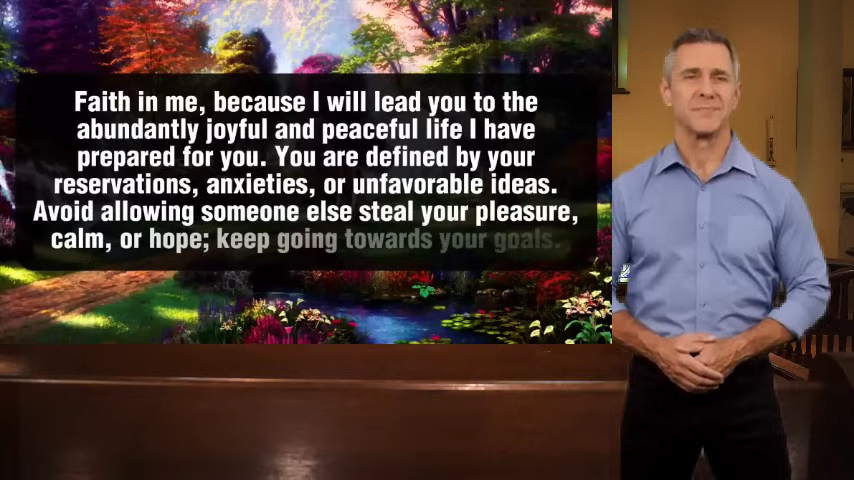 Faith in me, because I will lead you to the
abundantly joyful and peaceful life I have
prepared for you. You are defined by your
reservations, anxieties, or unfavorable ideas.
Avoid allowing someone else steal your pleasure,
calm, or hope; keep going towards your goals.